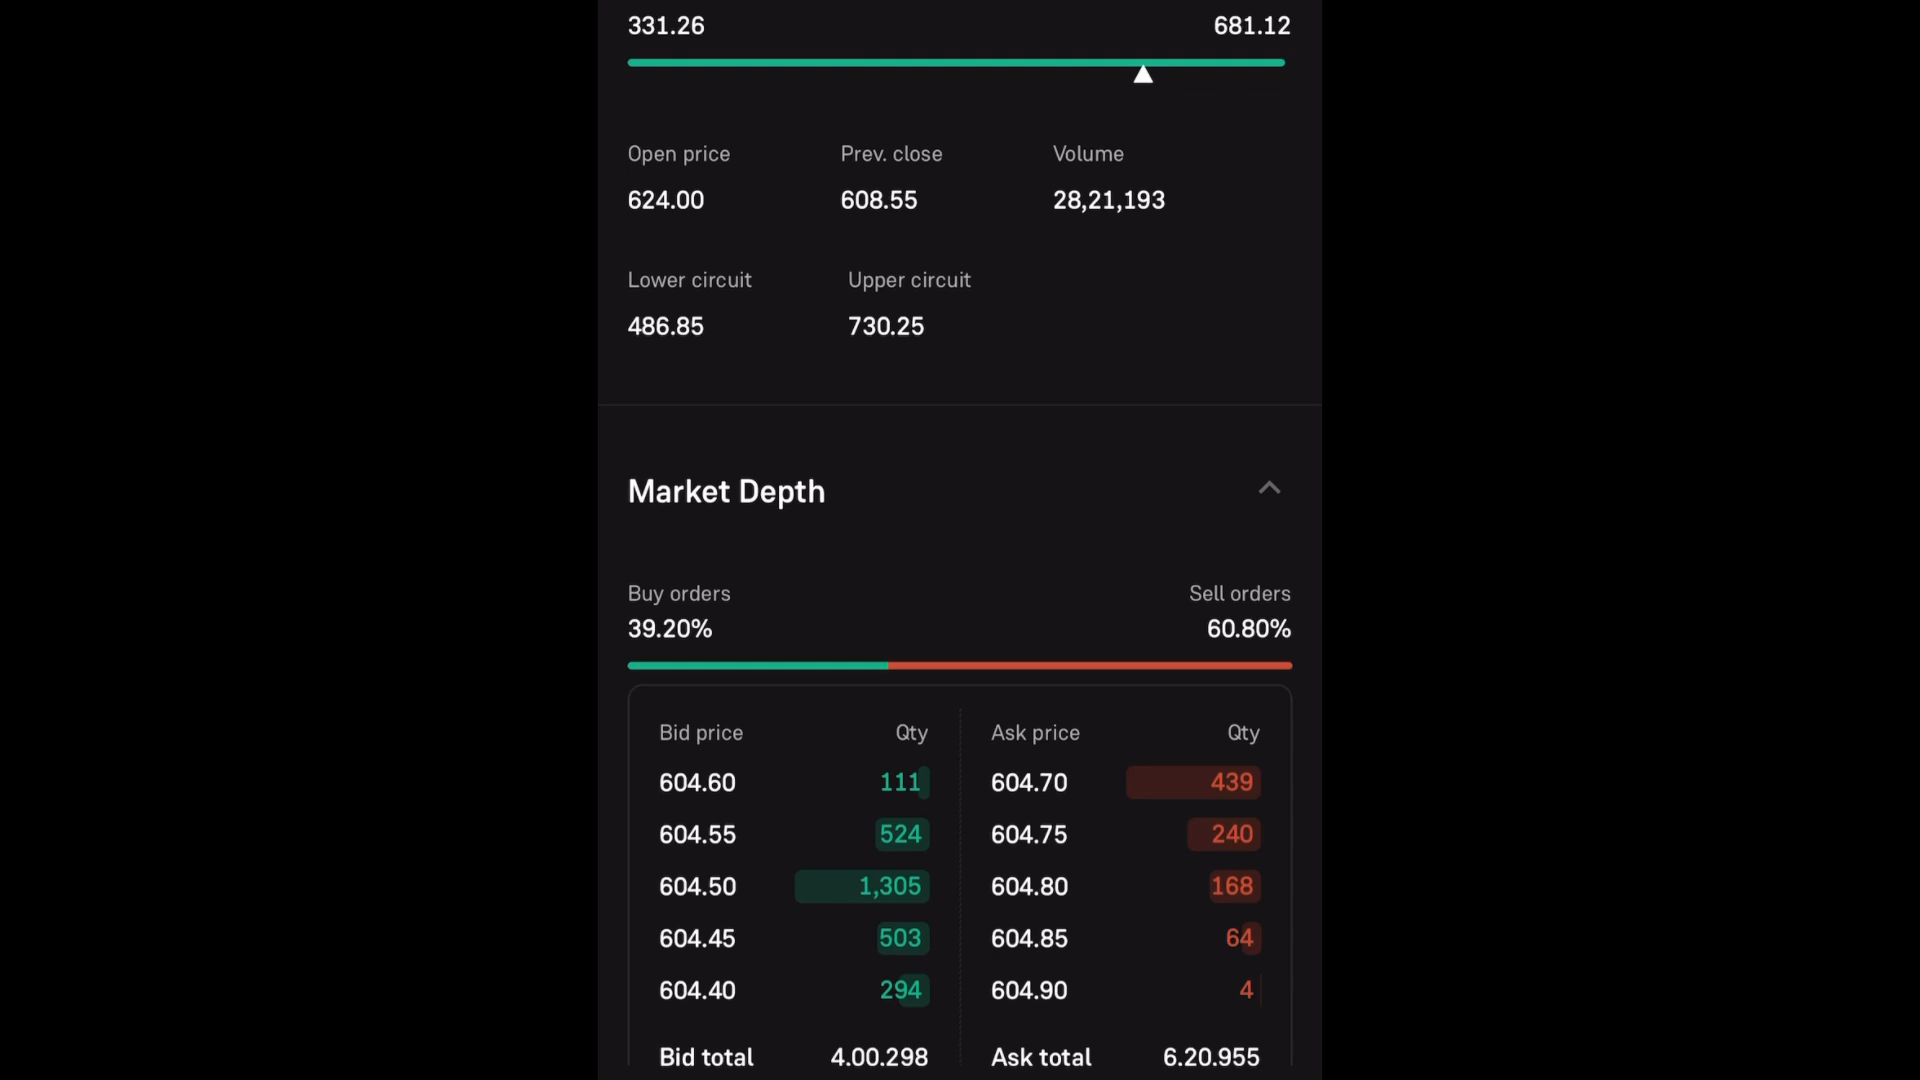 331.26 681.12
Open price Prev. close Volume
624.00 608.55 28,21,193
Lower circuit Upper circuit
486.85 730.25
Market Depth
Buy orders Sell orders
39.20% 60.80%
Bid price Qty Ask price Qty
604.60 111 604.70 439
604.55 524 604.75 240
604.50 1,305 604.80 168
604.45 503 604.85 64
604.40 294 604.90 4
Bid total 4,00,298 Ask total 6,20,955